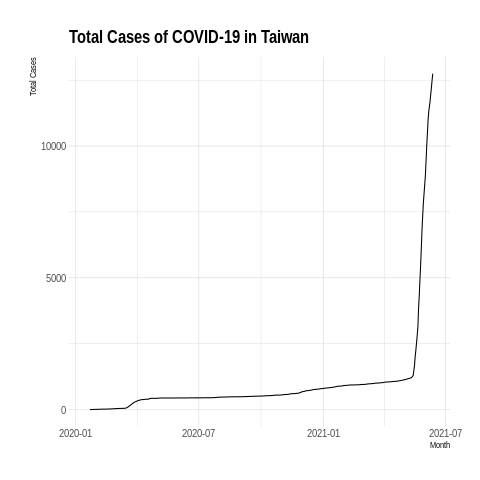 Total Cases of COVID-19 in Taiwan
Total Cases
10000
5000
0
2020-01 2020-07 2021-01 2021-07
Month